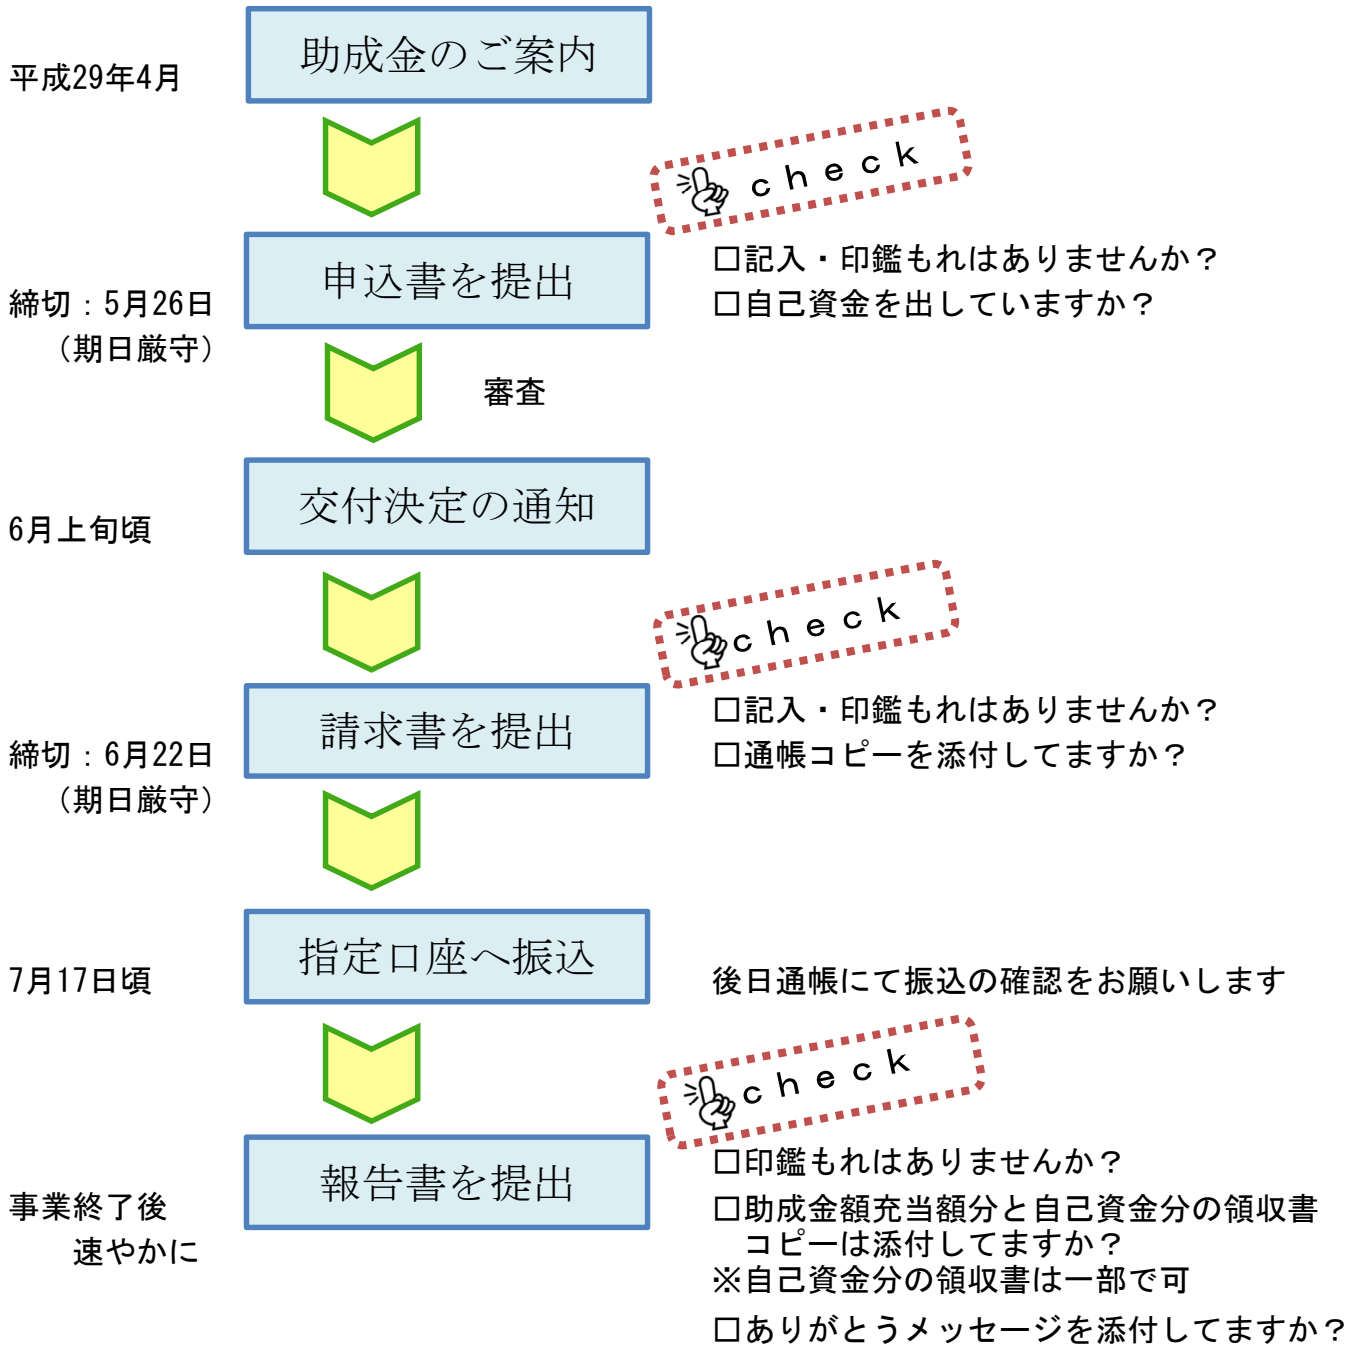 助成金のご案内
平成29年4月
check
申込書を提出
□記入・印鑑もれはありませんか？
締切：5月26日
□自己資金を出していますか？
（期日厳守）
審査
交付決定の通知
6月上旬頃
check
請求書を提出
□記入・印鑑もれはありませんか？
締切：6月22日
□通帳コピーを添付してますか？
（期日厳守）
指定口座へ振込
7月17日頃
後日通帳にて振込の確認をお願いします
check
報告書を提出
□印鑑もれはありませんか？
事業終了後
速やかに
□助成金額充当額分と自己資金分の領収書
コピーは添付してますか？
※自己資金分の領収書は一部で可
□ありがとうメッセージを添付してますか？